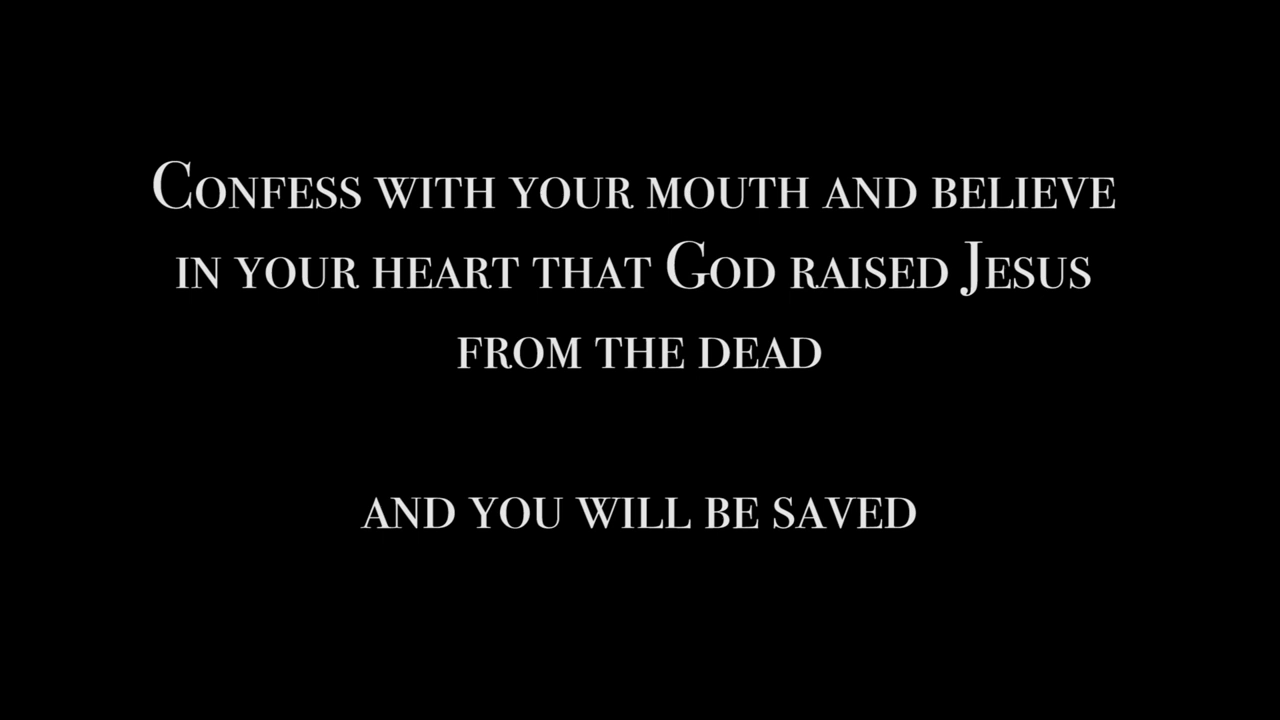 Confess with your mouth and believe
in your heart that God raised Jesus
from the dead
and you will be saved